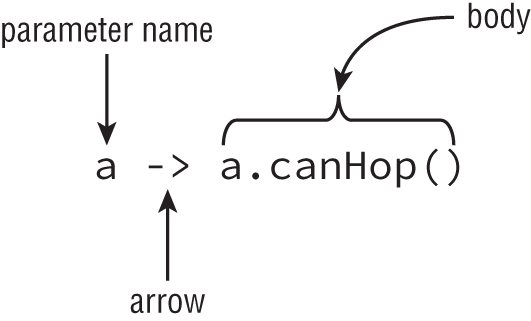 body
parameter name
a -> a.canHop()
arrow